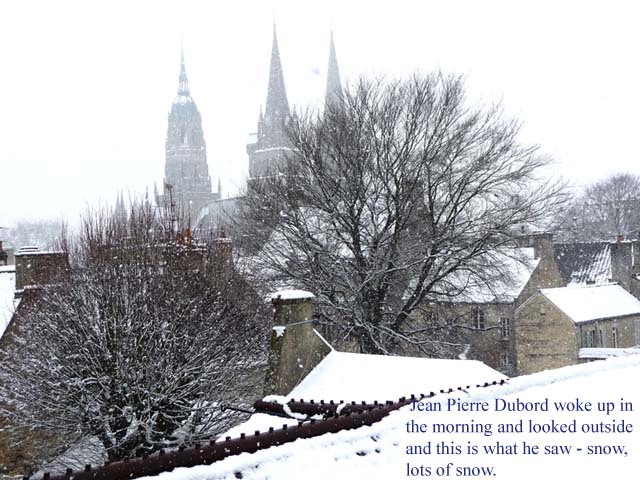 Jean Pierre Dubord woke up in
the morning and looked outside
and this is what he saw - snow,
lots of snow.